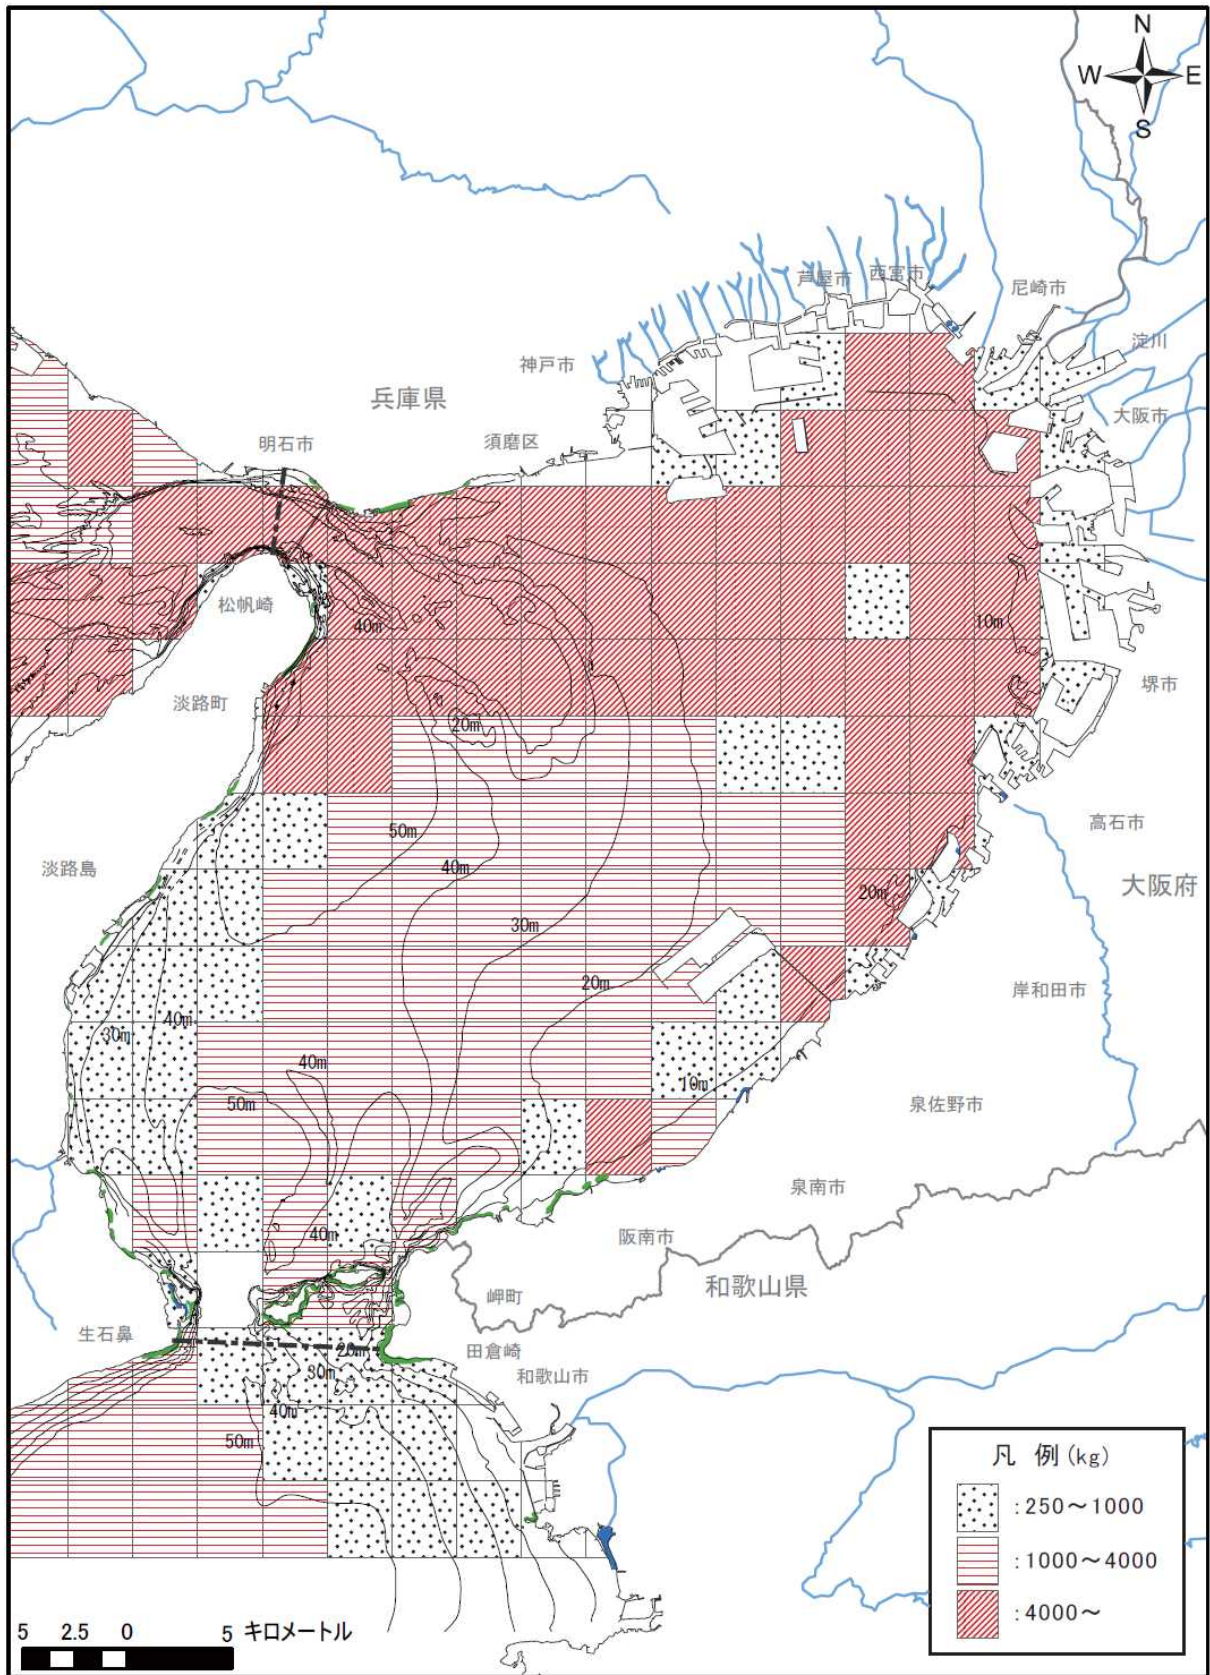 N
W E
S
芦屋市
西宮市
尼崎市
淀川
神戸市
兵庫県
大阪市
明石市
須磨区
松帆崎
40m
10m
淡路町
堺市
20m
50m
高石市
淡路島
40m
20m
大阪府
30m
20m
岸和田市
40m
30m
40m
10m
50m
泉佐野市
泉南市
40m
阪南市
和歌山県
岬町
生石鼻
20m
田倉崎
30m
和歌山市
40m
50m
凡 例(kg)
:250～1000
:1000～4000
:4000～
5 2.5 0 5 キロメートル